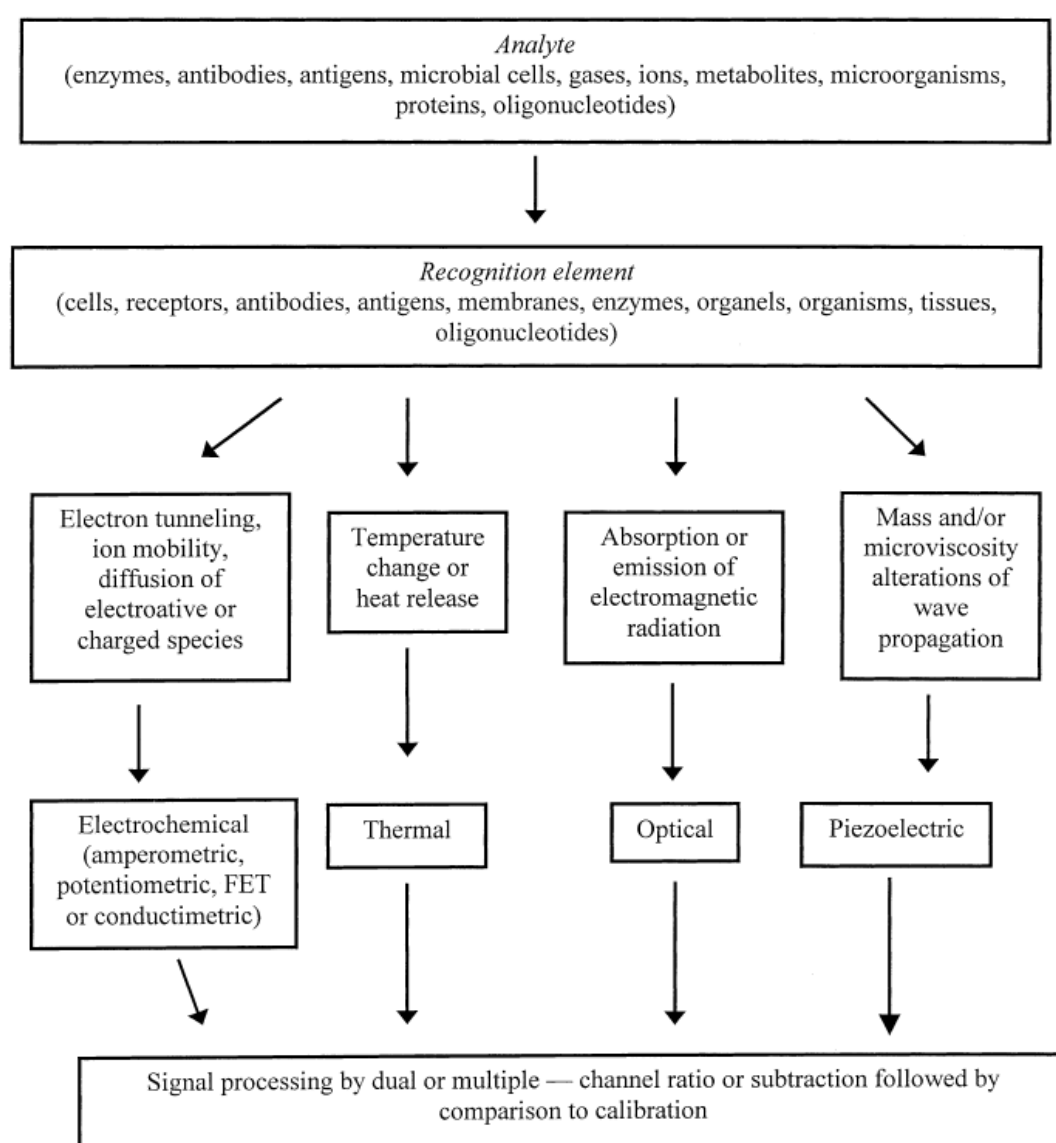 Analyte
(enzymes, antibodies, antigens, microbial cells, gases, ions, metabolites, microorganisms,
proteins, oligonucleotides)
Recognition element
(cells, receptors, antibodies, antigens, membranes, enzymes, organels, organisms, tissues,
oligonucleotides)
Electron tunneling,
ion mobility,
diffusion of
electroative or
charged species
Temperature
change or
heat release
Absorption or
emission of
electromagnetic
radiation
Mass and/or
microviscosity
alterations of
wave
propagation
Electrochemical
(amperometric,
potentiometric, FET
or conductimetric)
Thermal
Optical
Piezoelectric
Signal processing by dual or multiple — channel ratio or subtraction followed by
comparison to calibration